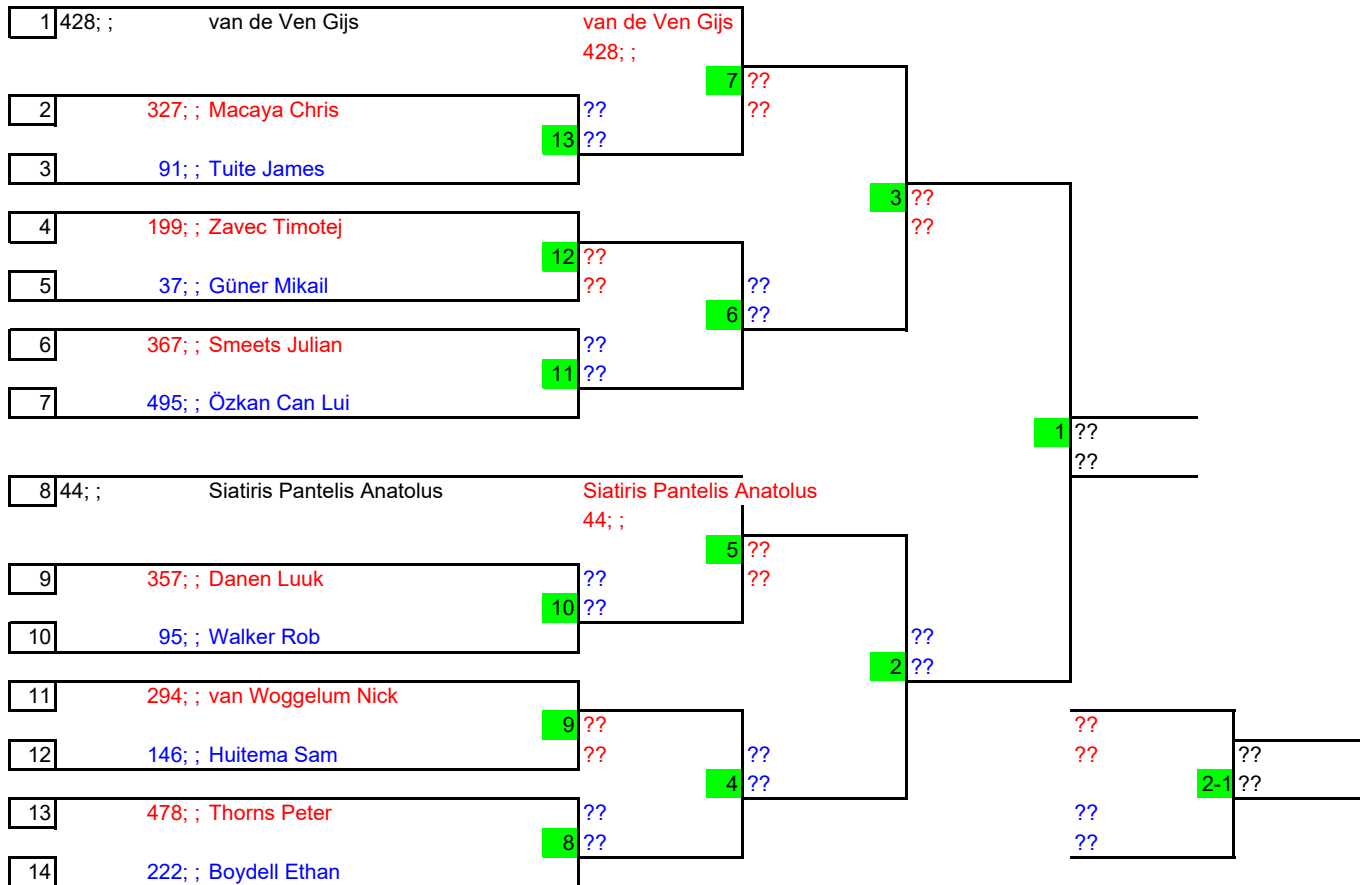 1 428; ; van de Ven Gijs van de Ven Gijs
428; ;
7 ??
2 327; ; Macaya Chris ?? ??
13 ??
3 91; ; Tuite James
3 ??
4 199; ; Zavec Timotej ??
12 ??
5 37; ; Güner Mikail ?? ??
6 ??
6 367; ; Smeets Julian ??
11 ??
7 495; ; Özkan Can Lui
1 ??
??
8 44; ; Siatiris Pantelis Anatolus Siatiris Pantelis Anatolus
44; ;
5 ??
9 357; ; Danen Luuk ?? ??
10 ??
10 95; ; Walker Rob ??
2 ??
11 294; ; van Woggelum Nick
9 ?? ??
12 146; ; Huitema Sam ?? ?? ?? ??
4 ?? 2-1 ??
13 478; ; Thorns Peter ?? ??
8 ?? ??
14 222; ; Boydell Ethan